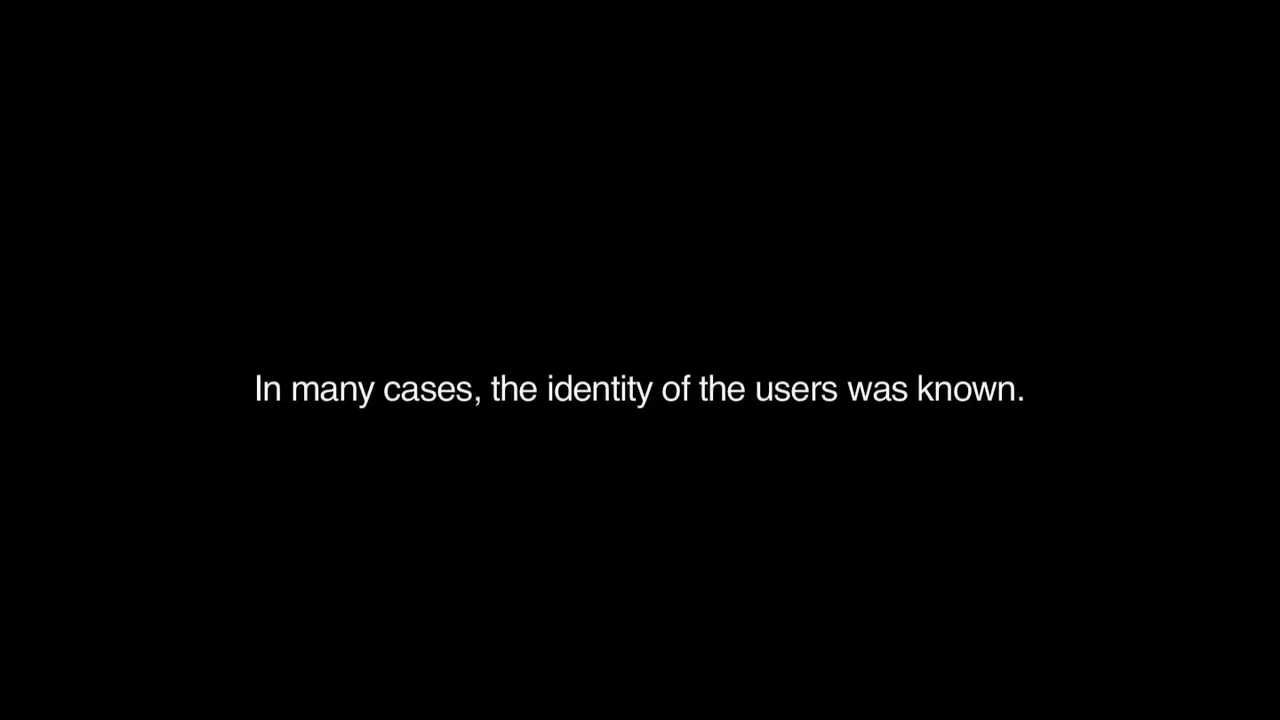 In many cases, the identity of the users was known.